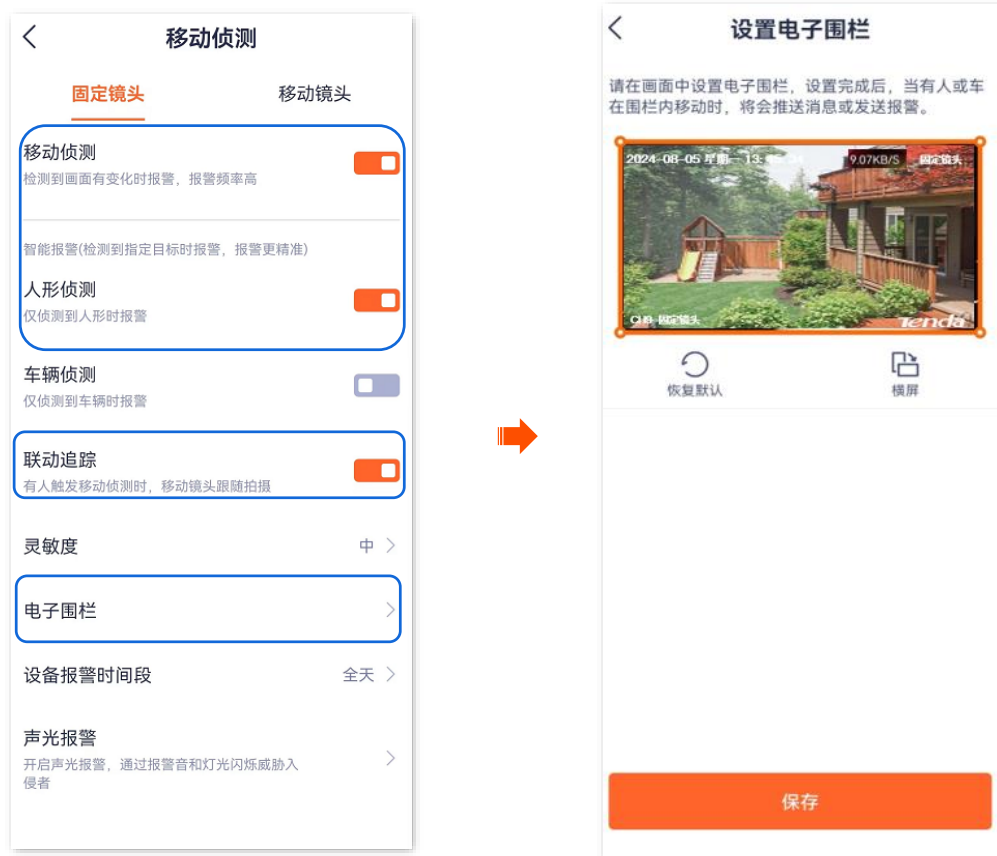 移动侦测
固定镜头
移动镜头
移动侦测
检测到画面有变化时报警，报警频率高
智能报警(检测到指定目标时报警，报警更精准)
人形侦测
仅侦测到人形时报警
车辆侦测
仅侦测到车辆时报警
联动追踪
有人触发移动侦测时，移动镜头跟随拍摄
灵敏度
中
电子围栏
设备报警时间段
全天
声光报警
开启声光报警，通过报警音和灯光闪烁威胁入
侵者
设置电子围栏
请在画面中设置电子围栏，设置完成后，当有人或车
在围栏内移动时，将会推送消息或发送报警。
2024-08-05 星期一 13:
9.07KB/S
固定镜头
固定镜头
Tenda
恢复默认
横屏
保存